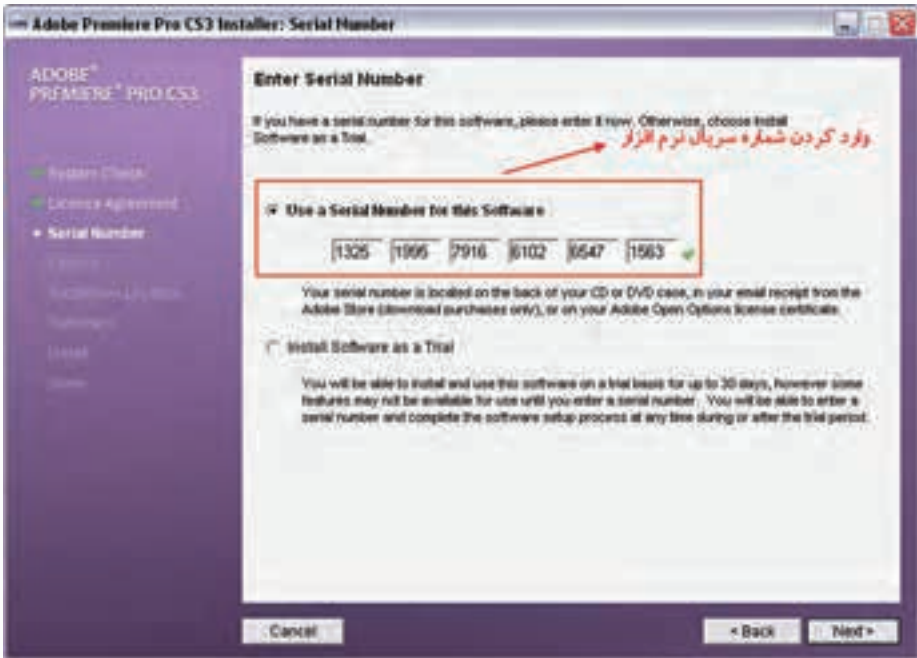 Adobe Premiere Pro CS3 Installer: Serial Number
ADOBE®
PREMIERE® PRO CS3
System Check
License Agreement
Serial Number
Install
Enter Serial Number
If you have a serial number for this software, please enter it now. Otherwise, choose Install
Software as a Trial.
وارد کردن شماره سریال نرم افزار
Use a Serial Number for this Software
1325 1995 7916 6102 6547 1563
Your serial number is located on the back of your CD or DVD case, in your email receipt from the
Adobe Store (download purchases only), or on your Adobe Open Options license certificate.
Install Software as a Trial
You will be able to install and use this software on a trial basis for up to 30 days, however some
features may not be available for use until you enter a serial number. You will be able to enter a
serial number and complete the software setup process at any time during or after the trial period.
Cancel
< Back
Next >